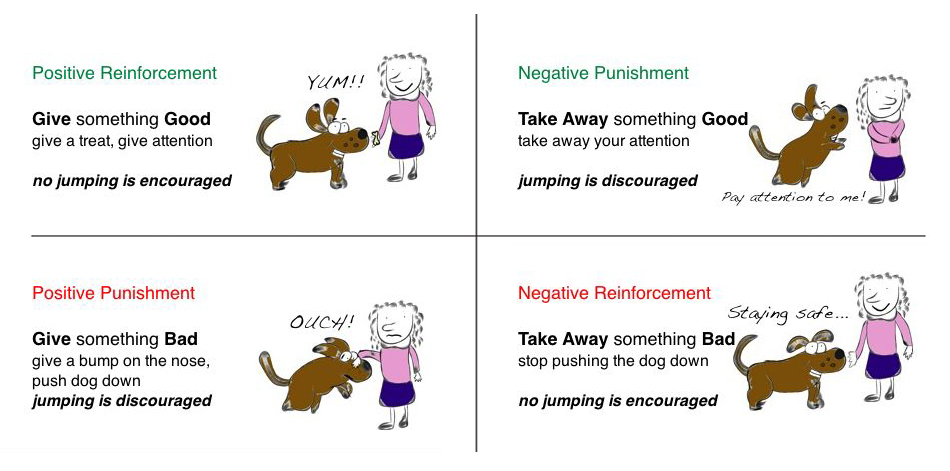 Positive Reinforcement
Give something Good
give a treat, give attention
no jumping is encouraged
YUM!!
Negative Punishment
Take Away something Good
take away your attention
jumping is discouraged
Pay attention to me!
Positive Punishment
Give something Bad
give a bump on the nose,
push dog down
jumping is discouraged
OUCH!
Negative Reinforcement
Take Away something Bad
stop pushing the dog down
no jumping is encouraged
Staying safe...